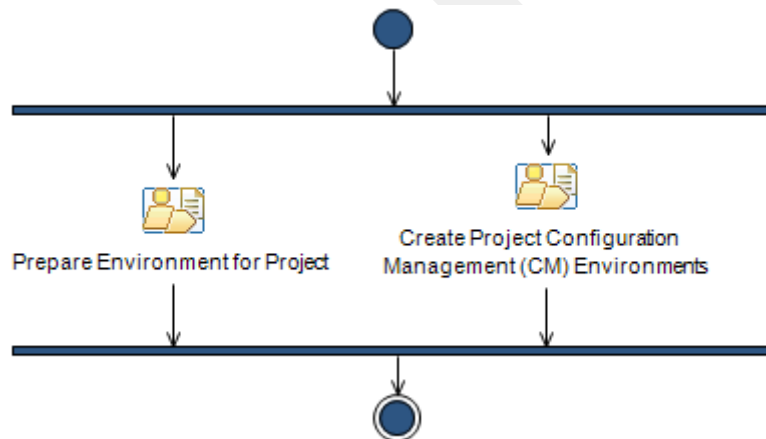 Prepare Environment for Project
Create Project Configuration
Management (CM) Environments